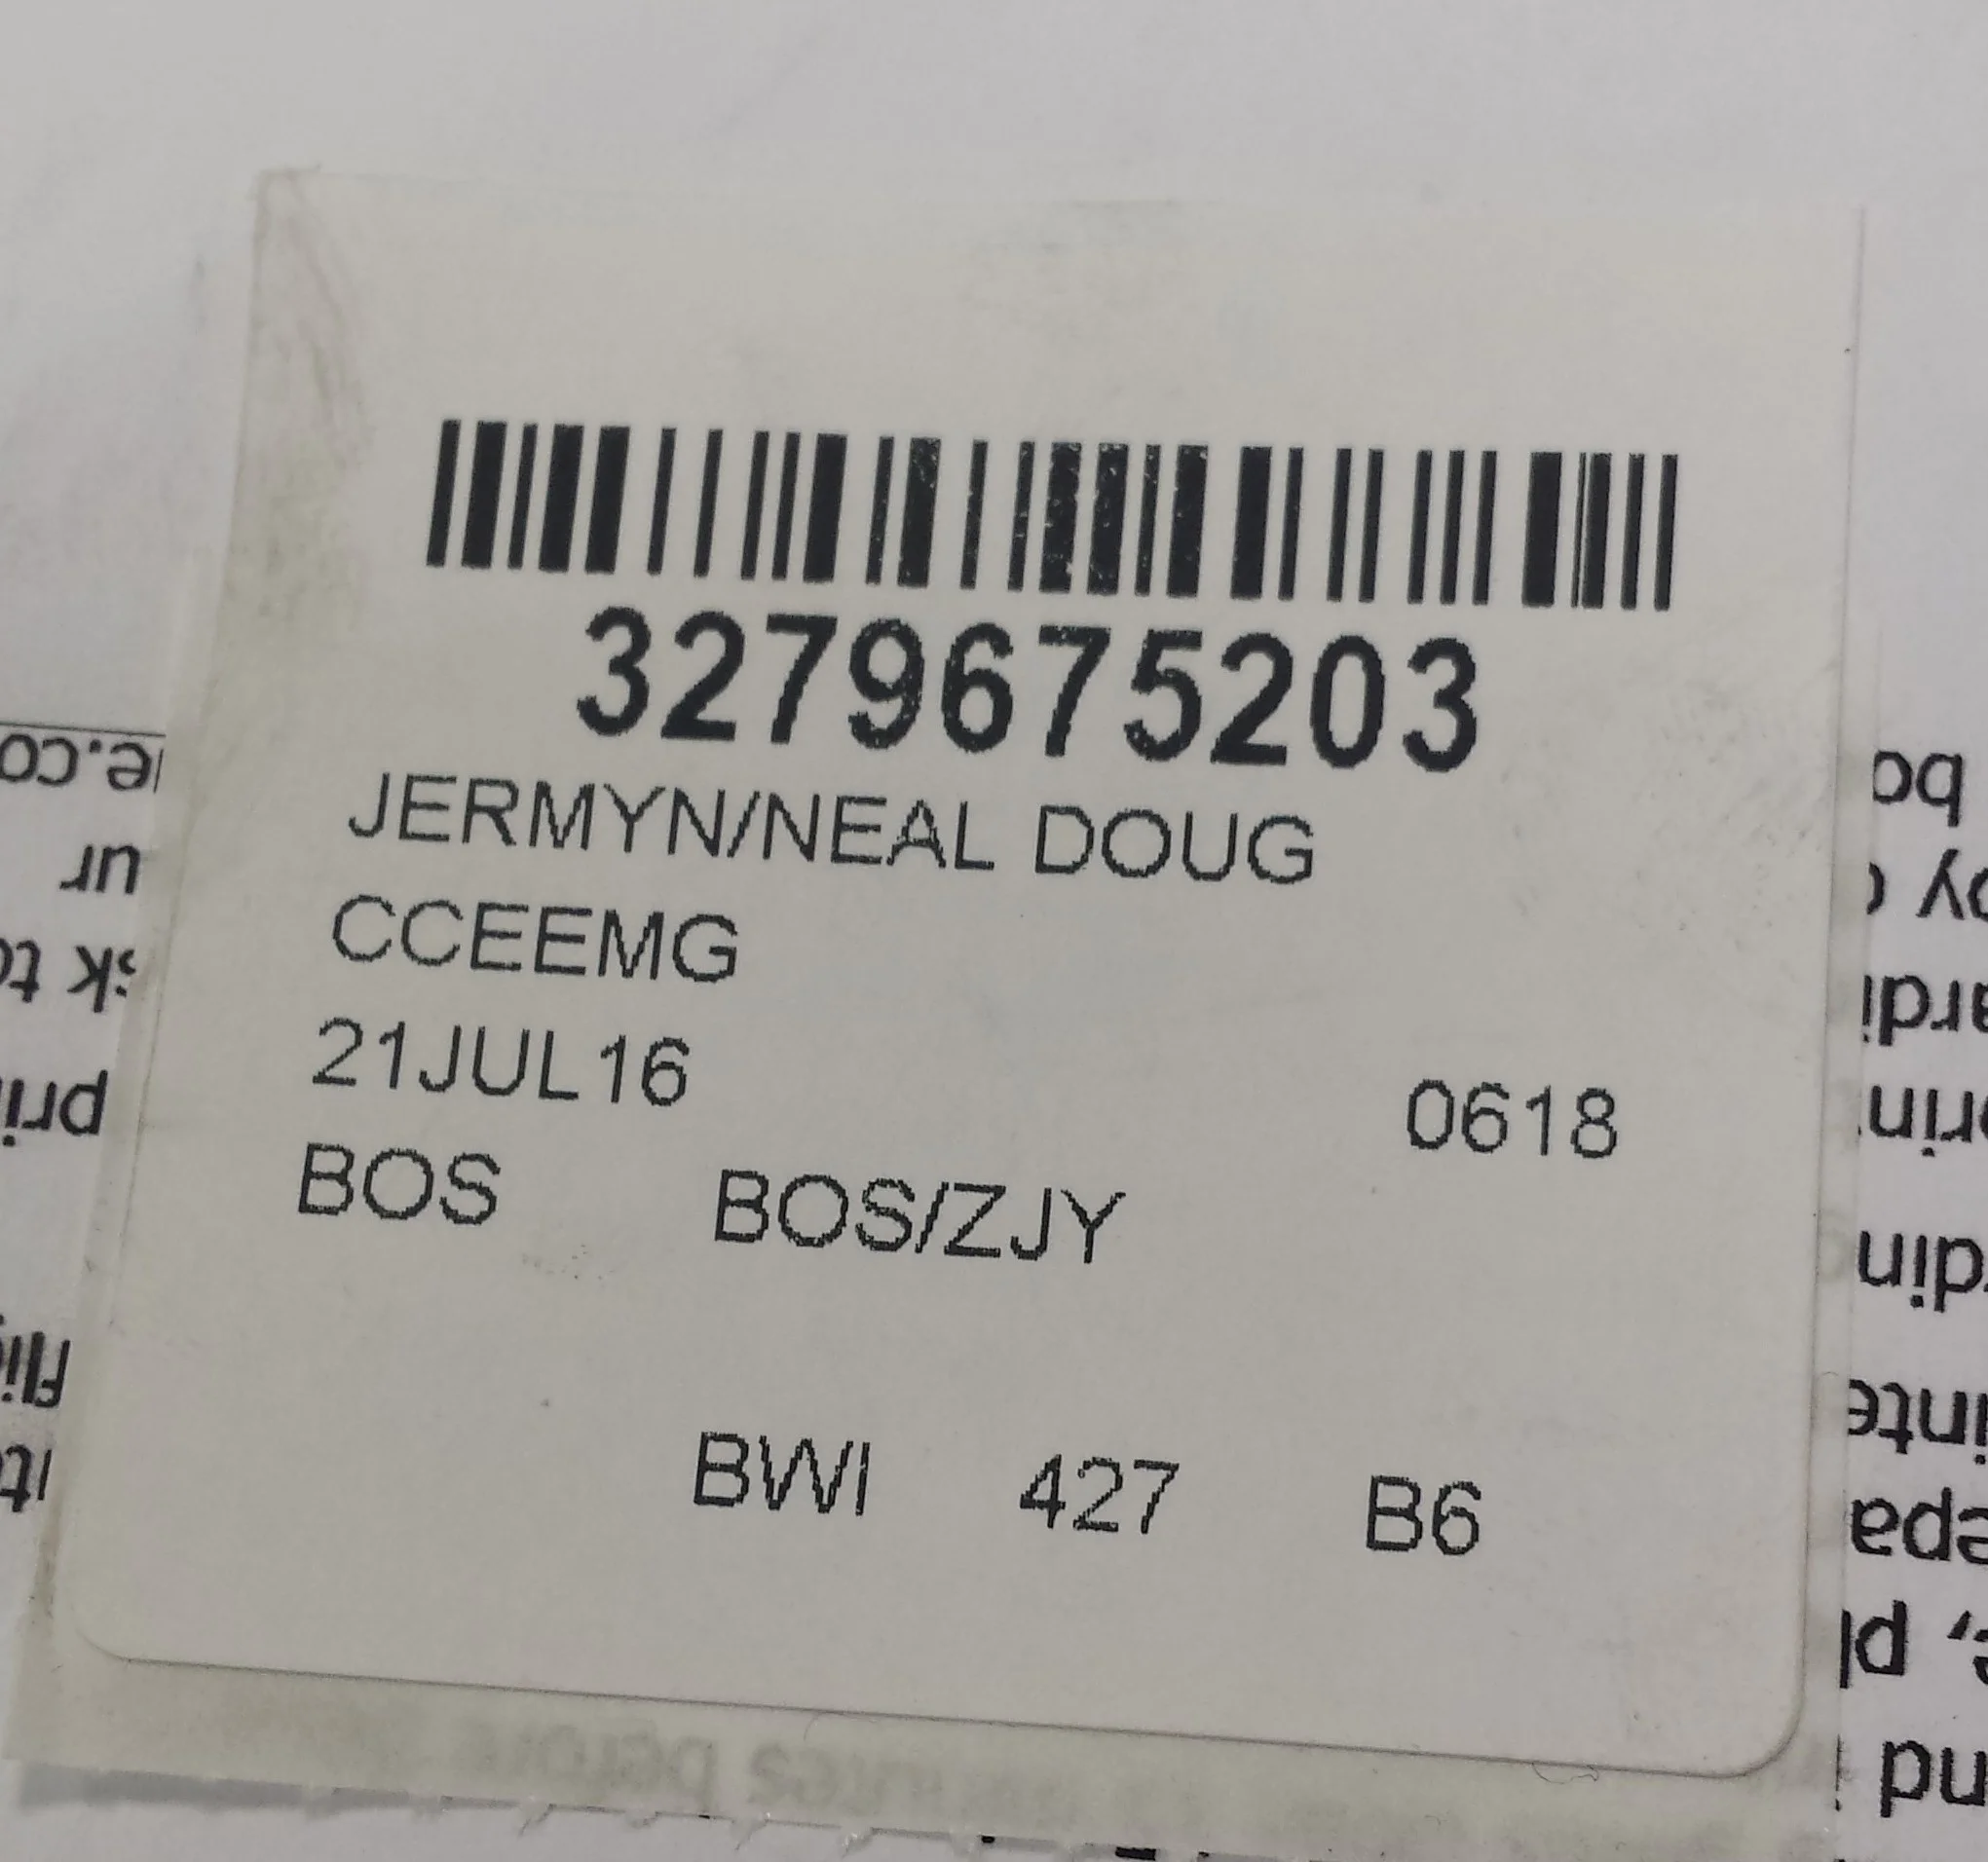 3279675203
JERMYN/NEAL DOUG
CCEEMG
21JUL16 0618
BOS BOS/ZJY
BWI 427 B6